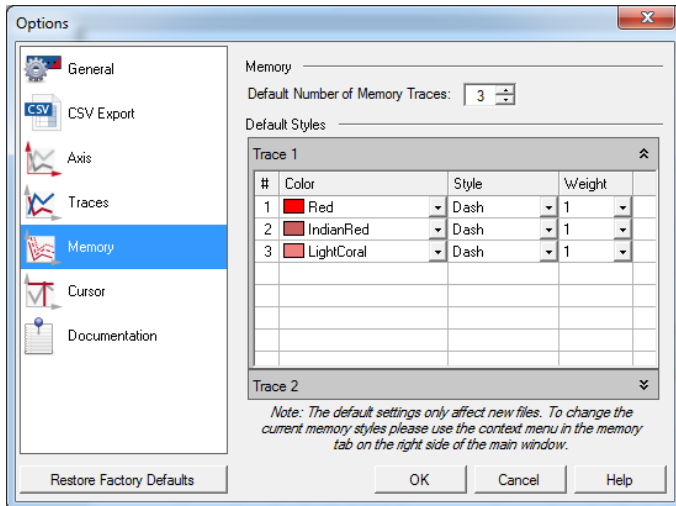 Options
General
CSV
CSV Export
Axis
Traces
Memory
Cursor
Documentation
Restore Factory Defaults
Memory
Default Number of Memory Traces: 3
Default Styles
Trace 1
# Color Style Weight
1 Red Dash 1
2 IndianRed Dash 1
3 LightCoral Dash 1
Trace 2
Note: The default settings only affect new files. To change the
current memory styles please use the context menu in the memory
tab on the right side of the main window.
OK Cancel Help